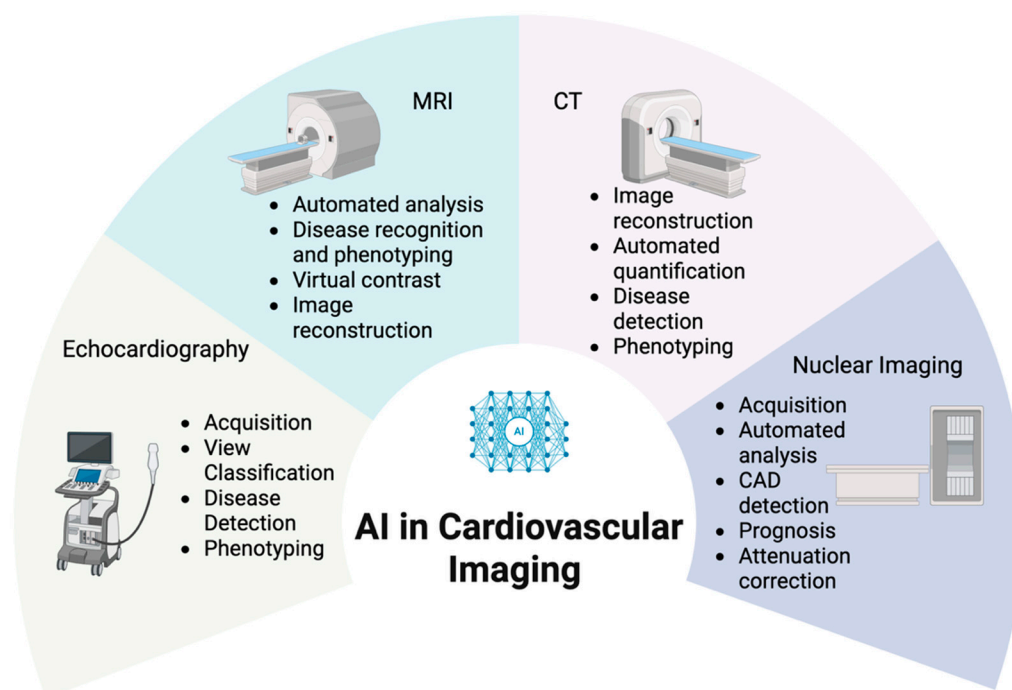 MRI
• Automated analysis
• Disease recognition
and phenotyping
• Virtual contrast
• Image
reconstruction
CT
• Image
reconstruction
• Automated
quantification
• Disease
detection
• Phenotyping
Echocardiography
• Acquisition
• View
Classification
• Disease
Detection
• Phenotyping
Nuclear Imaging
• Acquisition
• Automated
analysis
• CAD
detection
• Prognosis
• Attenuation
correction
AI
AI in Cardiovascular
Imaging